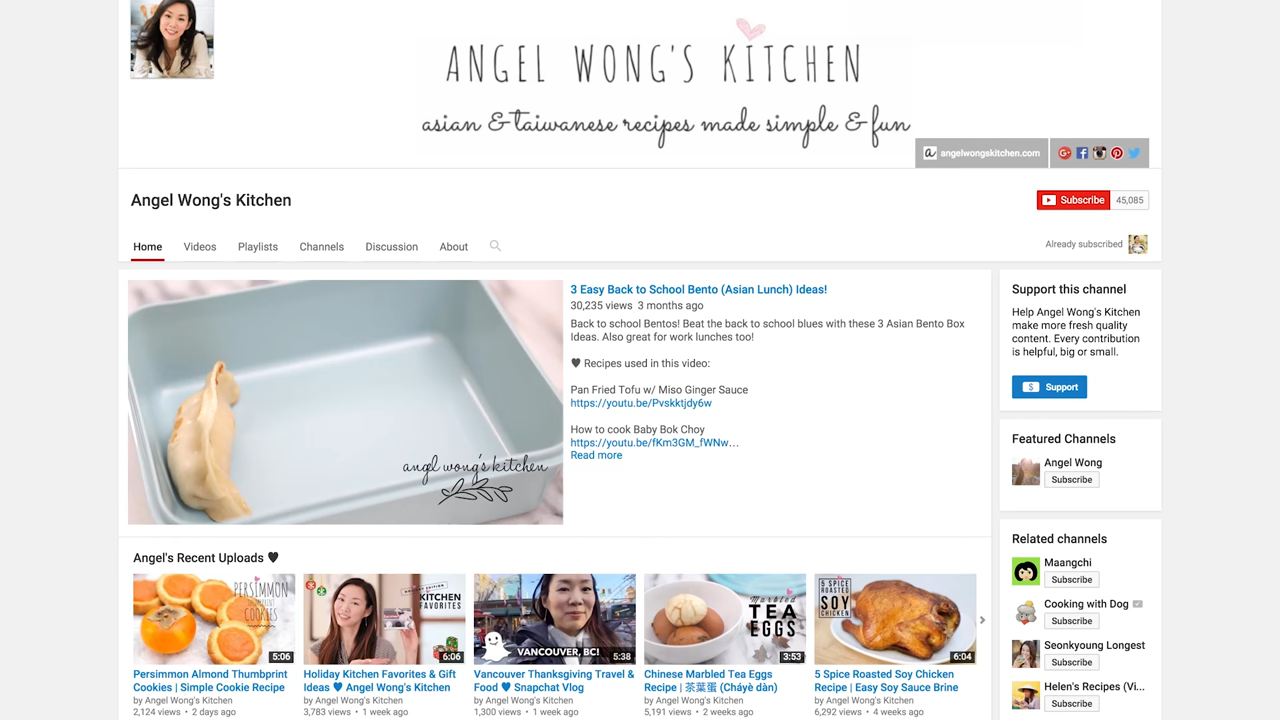 ANGEL WONG'S KITCHEN
asian & taiwanese recipes made simple & fun
a angelwongskitchen.com
Angel Wong's Kitchen
Subscribe 45,085
Home Videos Playlists Channels Discussion About
Already subscribed
angel wong's kitchen
3 Easy Back to School Bento (Asian Lunch) Ideas!
30,235 views 3 months ago
Back to school Bentos! Beat the back to school blues with these 3 Asian Bento Box
Ideas. Also great for work lunches too!
♥ Recipes used in this video:
Pan Fried Tofu w/ Miso Ginger Sauce
https://youtu.be/Pvskktjdy6w
How to cook Baby Bok Choy
https://youtu.be/fKm3GM_fWNw...
Read more
Support this channel
Help Angel Wong's Kitchen
make more fresh quality
content. Every contribution
is helpful, big or small.
$ Support
Featured Channels
Angel Wong
Subscribe
Related channels
Maangchi
Subscribe
Cooking with Dog
Subscribe
Seonkyoung Longest
Subscribe
Helen's Recipes (Vi...
Subscribe
Angel's Recent Uploads ♥
PERSIMMON
COOKIES
5:06
Persimmon Almond Thumbprint
Cookies | Simple Cookie Recipe
by Angel Wong's Kitchen
2,124 views • 2 days ago
KITCHEN
FAVORITES
6:06
Holiday Kitchen Favorites & Gift
Ideas ♥ Angel Wong's Kitchen
by Angel Wong's Kitchen
3,783 views • 1 week ago
VANCOUVER, BC!
5:38
Vancouver Thanksgiving Travel &
Food ♥ Snapchat Vlog
by Angel Wong's Kitchen
1,300 views • 1 week ago
Marbled
TEA
EGGS
3:53
Chinese Marbled Tea Eggs
Recipe | 茶葉蛋 (Cháyè dàn)
by Angel Wong's Kitchen
5,191 views • 2 weeks ago
5 SPICE
ROASTED
SOY
CHICKEN
6:04
5 Spice Roasted Soy Chicken
Recipe | Easy Soy Sauce Brine
by Angel Wong's Kitchen
6,292 views • 4 weeks ago